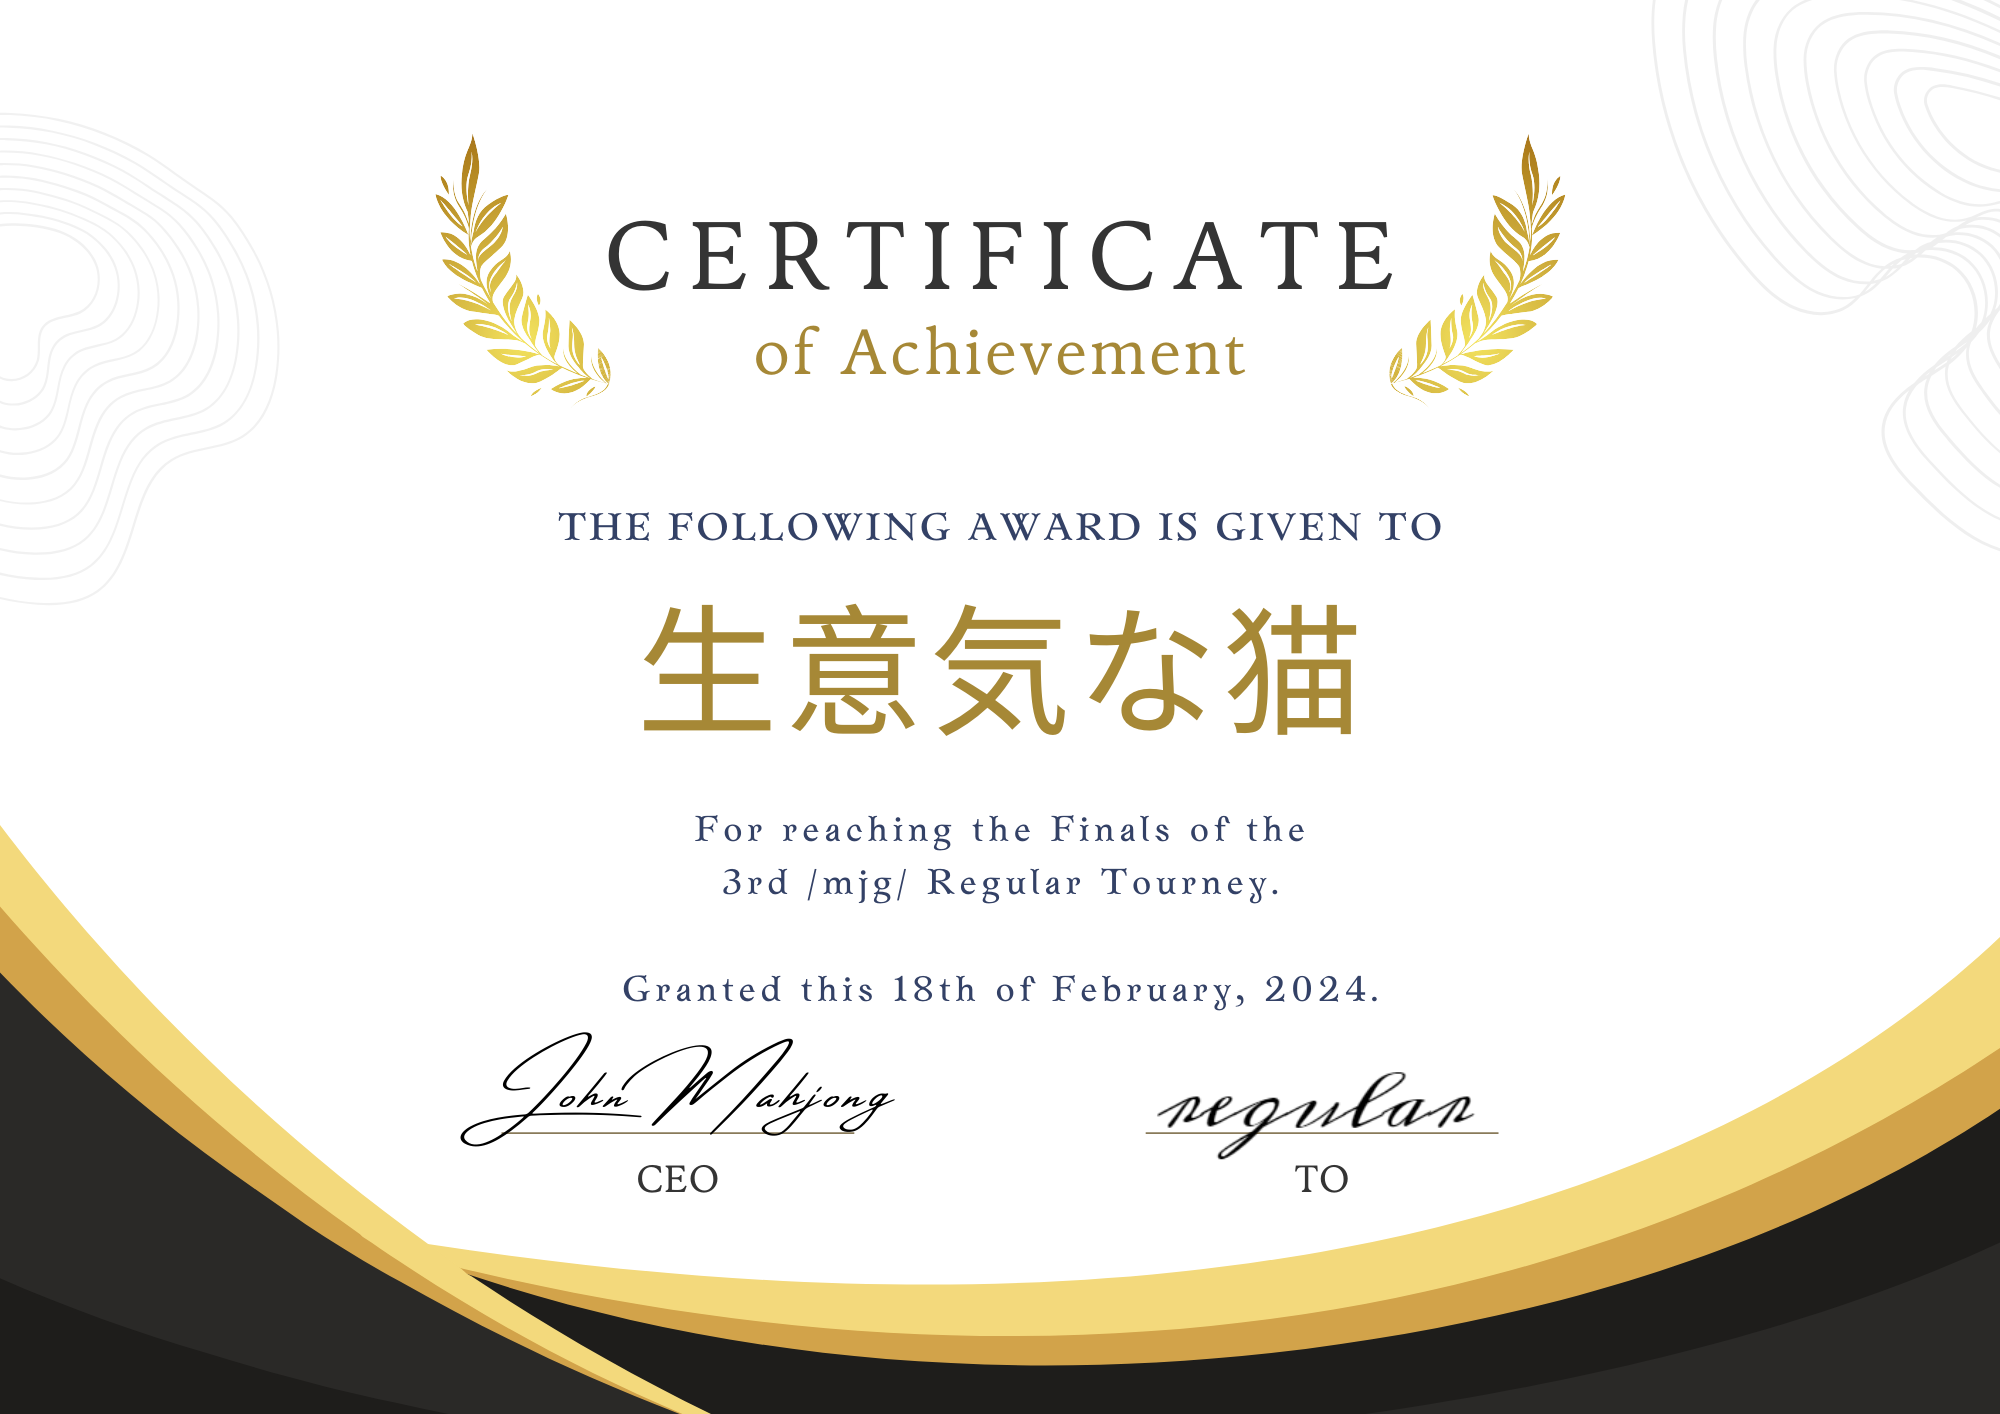 CERTIFICATE
of Achievement
THE FOLLOWING AWARD IS GIVEN TO
生意気な猫
For reaching the Finals of the
3rd /mjg/ Regular Tourney.
Granted this 18th of February, 2024.
John Mahjong
regular
CEO
TO